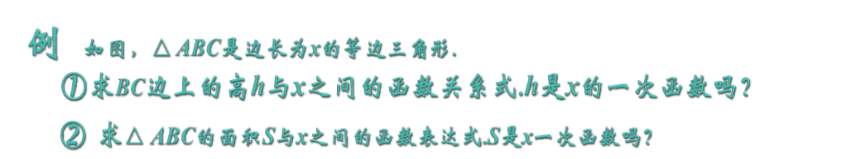 例 如图，△ABC是边长为x的等边三角形.
①求BC边上的高h与x之间的函数关系式.h是x的一次函数吗?
② 求△ABC的面积S与x之间的函数表达式.S是x一次函数吗?